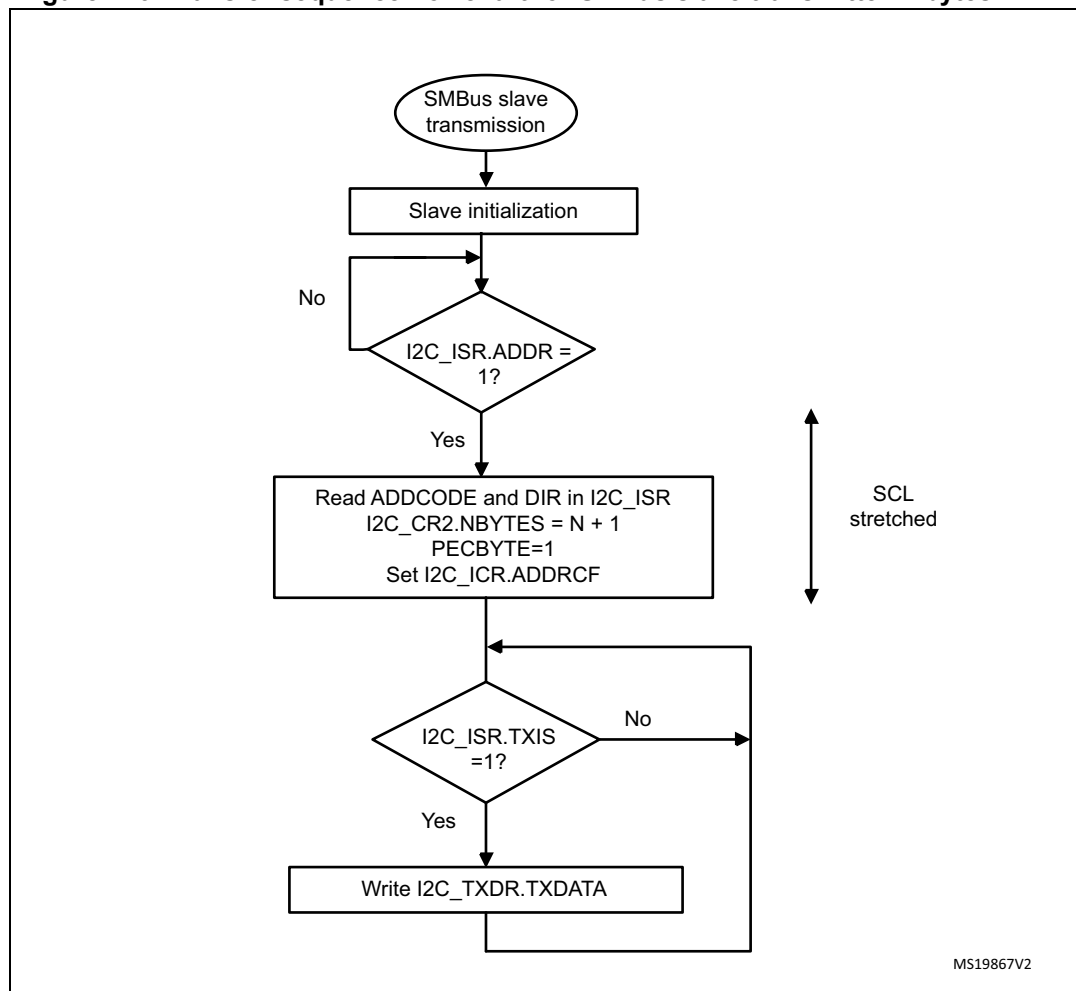 SMBus slave
transmission
Slave initialization
No
I2C_ISR.ADDR =
1?
Yes
Read ADDCODE and DIR in I2C_ISR
I2C_CR2.NBYTES = N + 1
PECBYTE=1
Set I2C_ICR.ADDRCF
SCL
stretched
I2C_ISR.TXIS
=1?
No
Yes
Write I2C_TXDR.TXDATA
MS19867V2